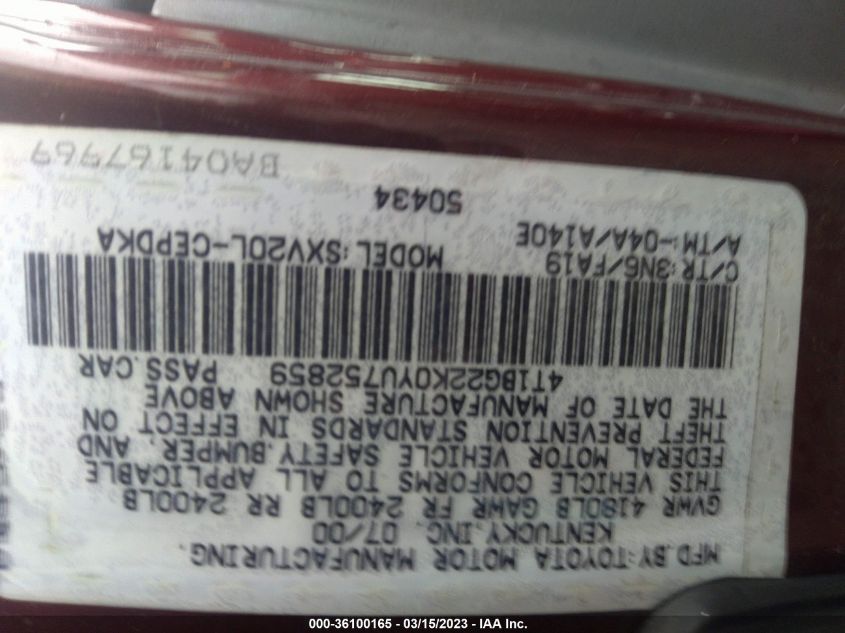 MFD.BY:TOYOTA MOTOR MANUFACTURING.
KENTUCKY.INC. 07/00
GVWR 4180LB GAWR FR 2400LB RR 2400LB
THIS VEHICLE CONFORMS TO ALL APPLICABLE
FEDERAL MOTOR VEHICLE SAFETY.BUMPER, AND
THEFT PREVENTION STANDARDS IN EFFECT ON
THE DATE OF MANUFACTURE SHOWN ABOVE
4T1BG22K0YU752859 PASS.CAR
C/TR:3N6/FA19 MODEL:SXV20L-CEPDKA
A/TM:-04A/A140E
50434
BA04167969
000-36100165 - 03/15/2023 - IAA Inc.